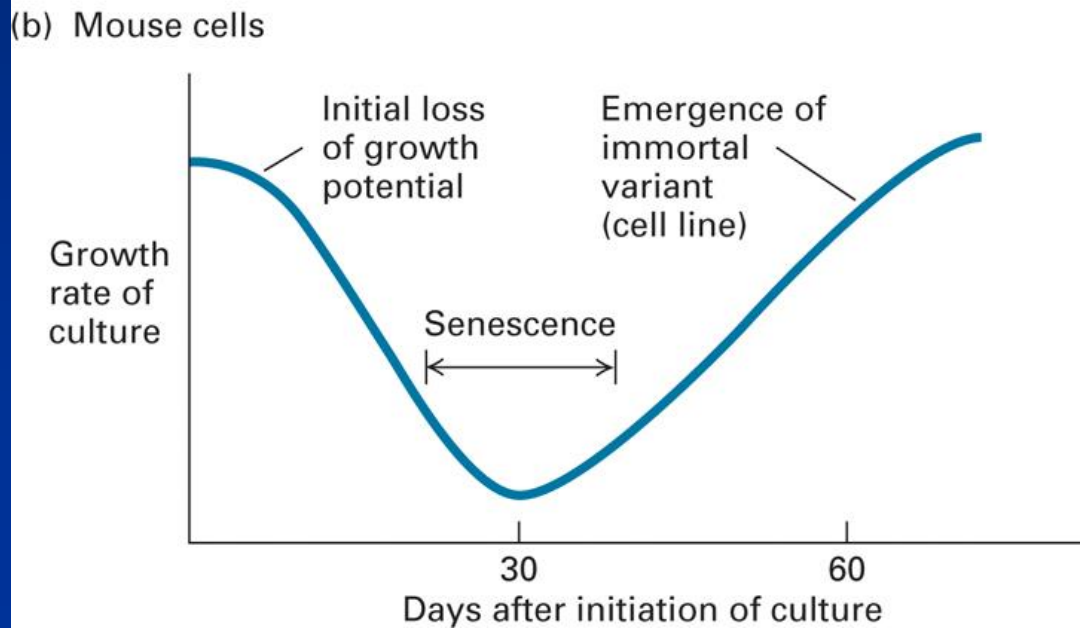 (b) Mouse cells
Initial loss
of growth
potential
Emergence of
immortal
variant
(cell line)
Growth
rate of
culture
Senescence
30
60
Days after initiation of culture